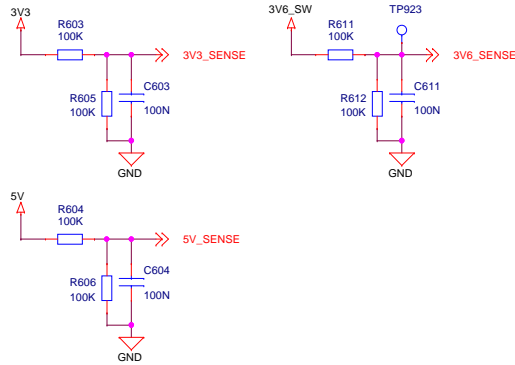 3V3
R603
100K
3V3_SENSE
R605
100K
C603
100N
GND
3V6_SW
R611
100K
TP923
3V6_SENSE
R612
100K
C611
100N
GND
5V
R604
100K
5V_SENSE
R606
100K
C604
100N
GND